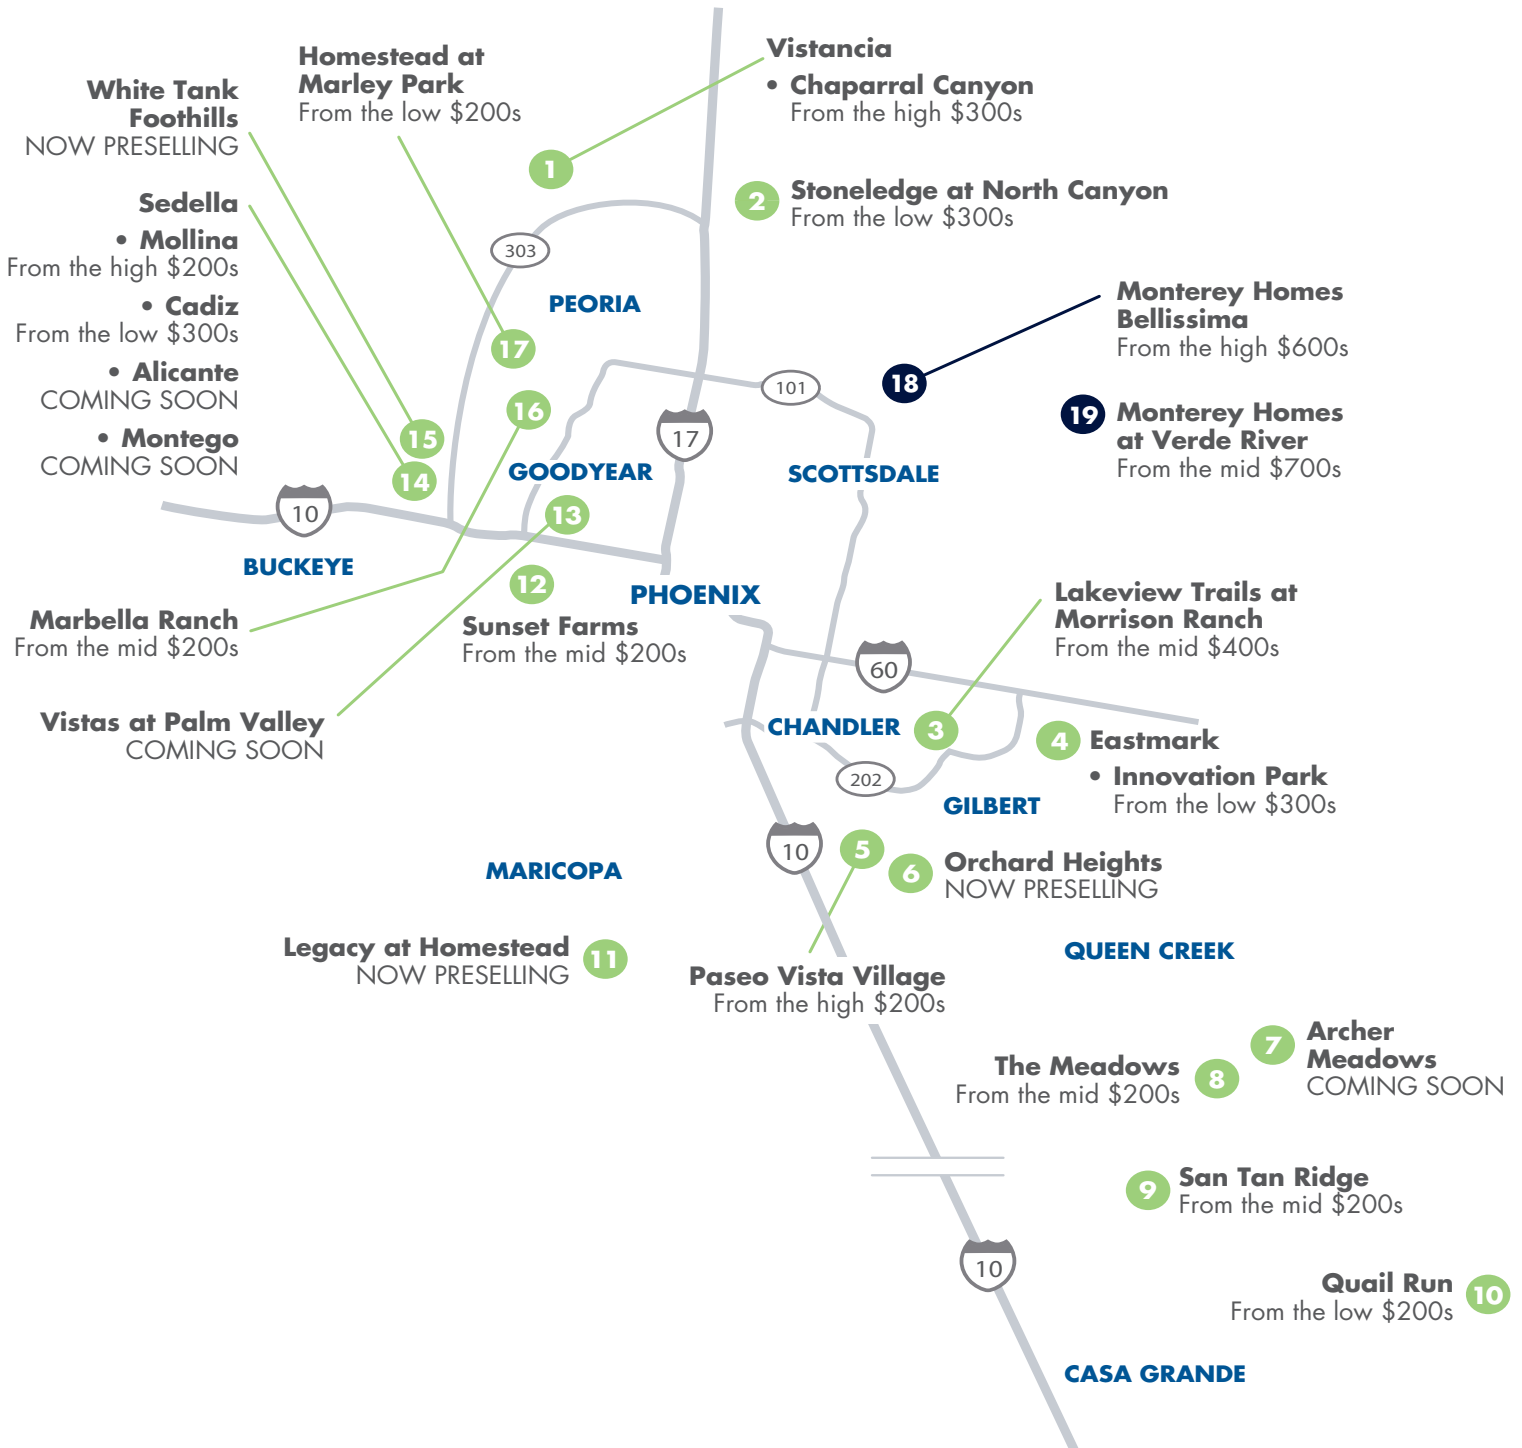 Homestead at
Marley Park
From the low $200s
Vistancia
• Chaparral Canyon
From the high $300s
White Tank
Foothills
NOW PRESELLING
1
2
Stoneledge at North Canyon
From the low $300s
Sedella
• Mollina
From the high $200s
• Cadiz
From the low $300s
• Alicante
COMING SOON
• Montego
COMING SOON
303
PEORIA
17
16
15
14
101
17
18
Monterey Homes
Bellissima
From the high $600s
19
Monterey Homes
at Verde River
From the mid $700s
GOODYEAR
SCOTTSDALE
10
13
BUCKEYE
12
PHOENIX
Marbella Ranch
From the mid $200s
Sunset Farms
From the mid $200s
Lakeview Trails at
Morrison Ranch
From the mid $400s
60
Vistas at Palm Valley
COMING SOON
CHANDLER
3
4
Eastmark
• Innovation Park
From the low $300s
202
GILBERT
10
5
6
Orchard Heights
NOW PRESELLING
MARICOPA
Legacy at Homestead
NOW PRESELLING
11
Paseo Vista Village
From the high $200s
QUEEN CREEK
7
Archer
Meadows
COMING SOON
The Meadows
From the mid $200s
8
9
San Tan Ridge
From the mid $200s
10
Quail Run
From the low $200s
10
CASA GRANDE